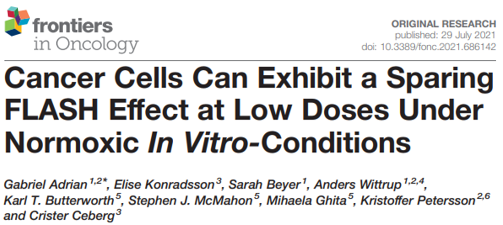 frontiers
in Oncology
ORIGINAL RESEARCH
published: 29 July 2021
doi: 10.3389/fonc.2021.686142
Cancer Cells Can Exhibit a Sparing
FLASH Effect at Low Doses Under
Normoxic In Vitro-Conditions
Gabriel Adrian 1,2*, Elise Konradsson 3, Sarah Beyer 1, Anders Wittrup 1,2,4,
Karl T. Butterworth 5, Stephen J. McMahon 5, Mihaela Ghita 5, Kristoffer Petersson 2,6
and Crister Ceberg 3